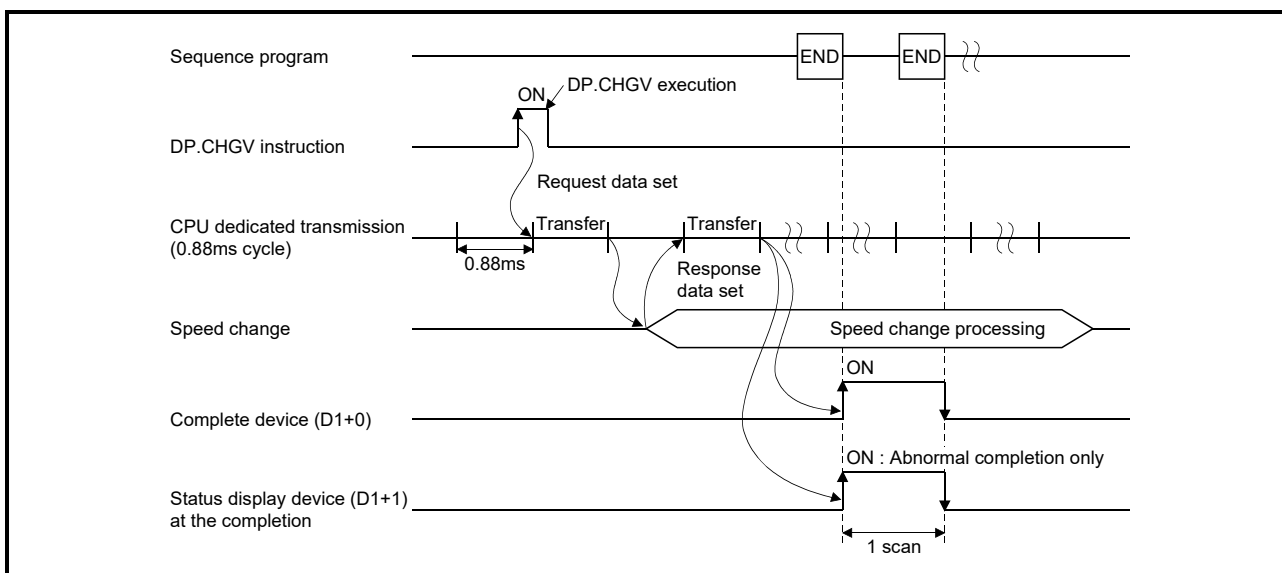 Sequence program
END
END
ON
DP.CHGV execution
DP.CHGV instruction
Request data set
CPU dedicated transmission
(0.88ms cycle)
Transfer
Transfer
0.88ms
Response
data set
Speed change
Speed change processing
ON
Complete device (D1+0)
ON : Abnormal completion only
Status display device (D1+1)
at the completion
1 scan